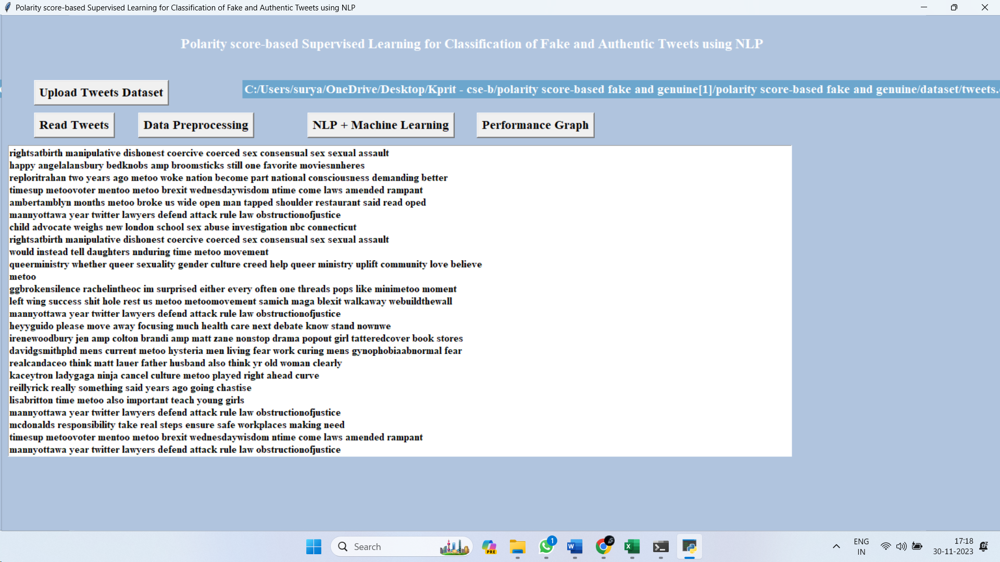 Polarity score-based Supervised Learning for Classification of Fake and Authentic Tweets using NLP
Polarity score-based Supervised Learning for Classification of Fake and Authentic Tweets using NLP
Upload Tweets Dataset
C:/Users/surya/OneDrive/Desktop/Kprit - cse-b/polarity score-based fake and genuine[1]/polarity score-based fake and genuine/dataset/tweets.
Read Tweets
Data Preprocessing
NLP + Machine Learning
Performance Graph
rightsatbirth manipulative dishonest coercive coerced sex consensual sex sexual assault
happy angelalansbury bedknobs amp broomsticks still one favorite moviesnnheres
reploritrahan two years ago metoo woke nation become part national consciousness demanding better
timesup metoovoter mentoo metoo brexit wednesdaywisdom ntime come laws amended rampant
ambertamblyn months metoo broke us wide open man tapped shoulder restaurant said read oped
mannyottawa year twitter lawyers defend attack rule law obstructionofjustice
child advocate weighs new london school sex abuse investigation nbc connecticut
rightsatbirth manipulative dishonest coercive coerced sex consensual sex sexual assault
would instead tell daughters nnduring time metoo movement
queerministry whether queer sexuality gender culture creed help queer ministry uplift community love believe
metoo
ggbrokensilence rachelintheoc im surprised either every often one threads pops like minimetoo moment
left wing success shit hole rest us metoo metoomovement samich maga blexit walkaway webuildthewall
mannyottawa year twitter lawyers defend attack rule law obstructionofjustice
heyyguido please move away focusing much health care next debate know stand nownwe
irenewoodbury jen amp colton brandi amp matt zane nonstop drama popout girl tatteredcover book stores
davidgsmithphd mens current metoo hysteria men living fear work curing mens gynophobiaabnormal fear
realcandaceo think matt lauer father husband also think yr old woman clearly
kaceytron ladygaga ninja cancel culture metoo played right ahead curve
reillyrick really something said years ago going chastise
lisabritton time metoo also important teach young girls
mannyottawa year twitter lawyers defend attack rule law obstructionofjustice
mcdonalds responsibility take real steps ensure safe workplaces making need
timesup metoovoter mentoo metoo brexit wednesdaywisdom ntime come laws amended rampant
mannyottawa year twitter lawyers defend attack rule law obstructionofjustice
Search
PRE
1
ENG
IN
17:18
30-11-2023